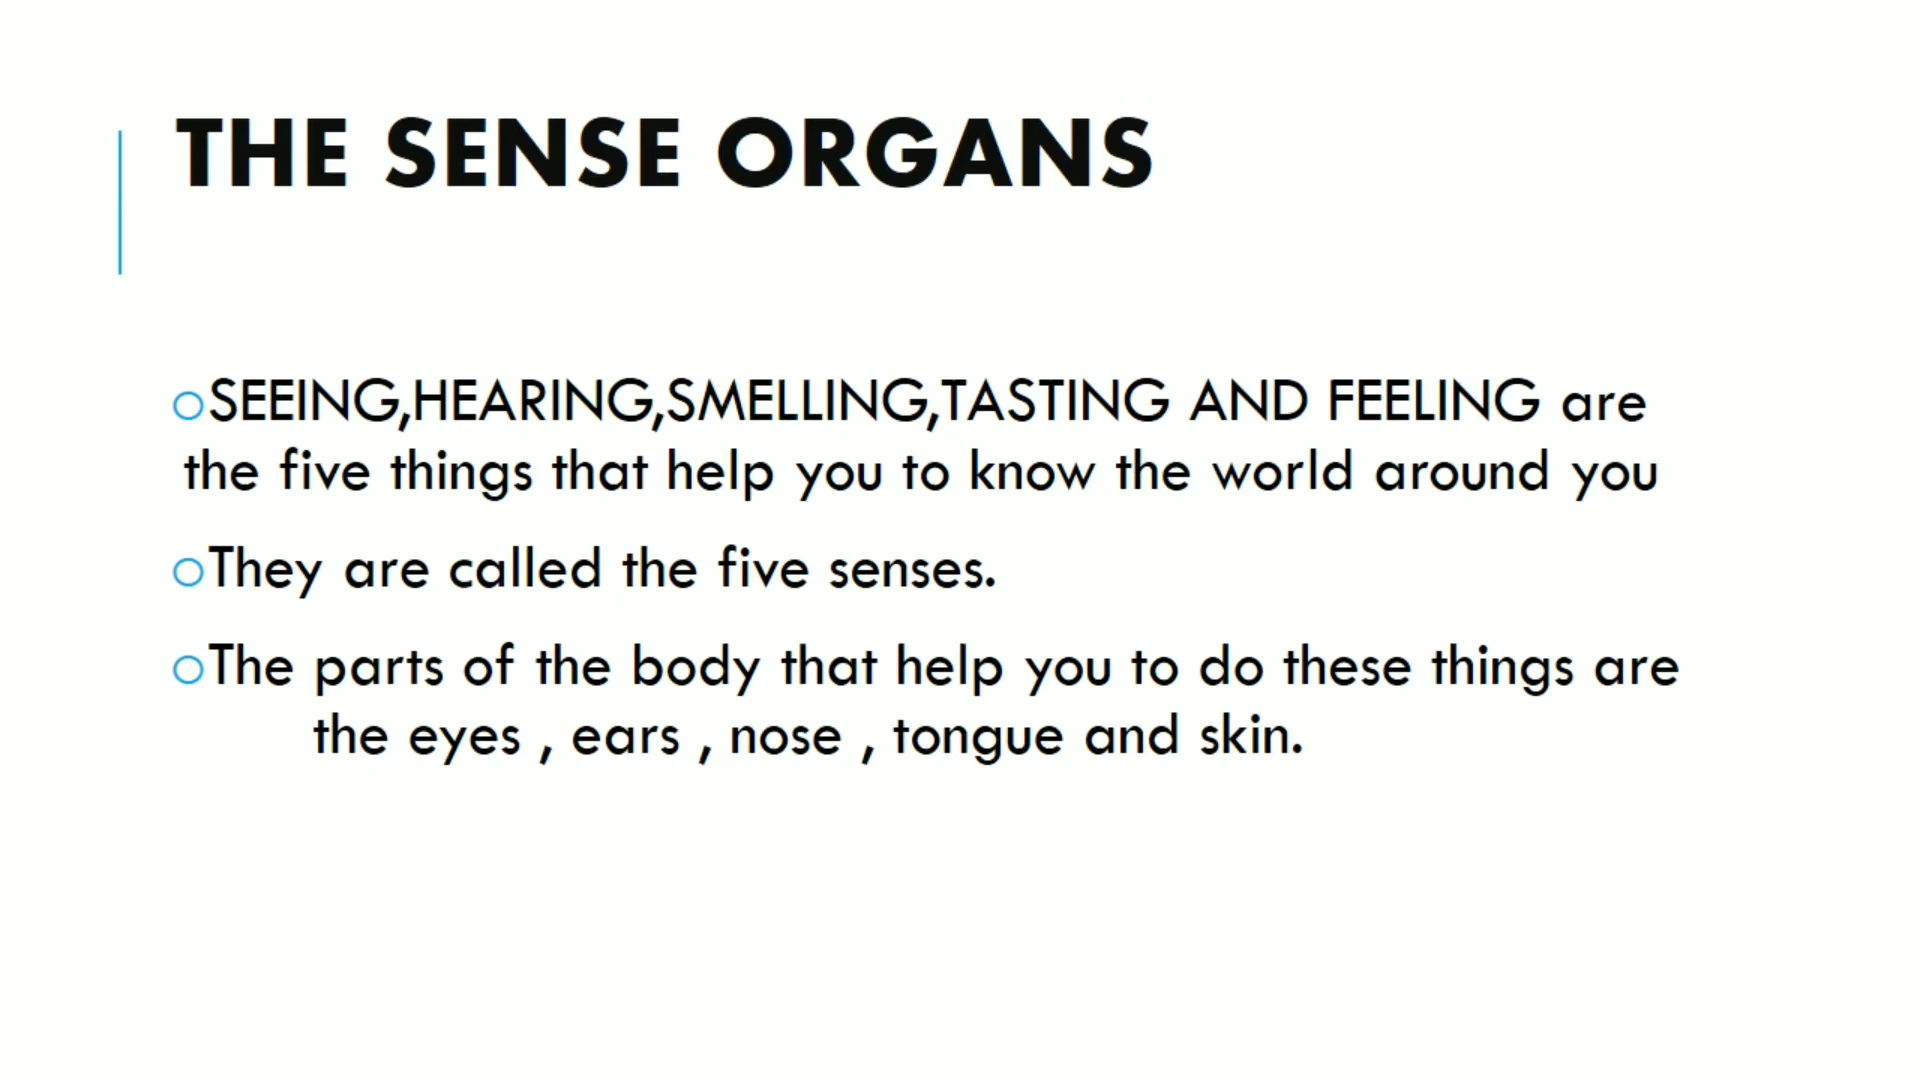 THE SENSE ORGANS
SEEING,HEARING,SMELLING,TASTING AND FEELING are
the five things that help you to know the world around you
They are called the five senses.
The parts of the body that help you to do these things are
the eyes , ears , nose , tongue and skin.